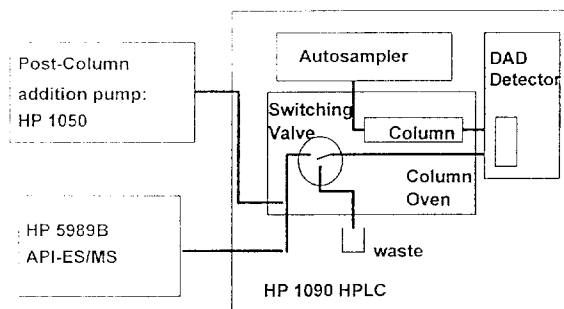 Post-Column
addition pump:
HP 1050
Autosampler
DAD
Detector
Switching
Valve
Column
Column
Oven
HP 5989B
API-ES/MS
waste
HP 1090 HPLC